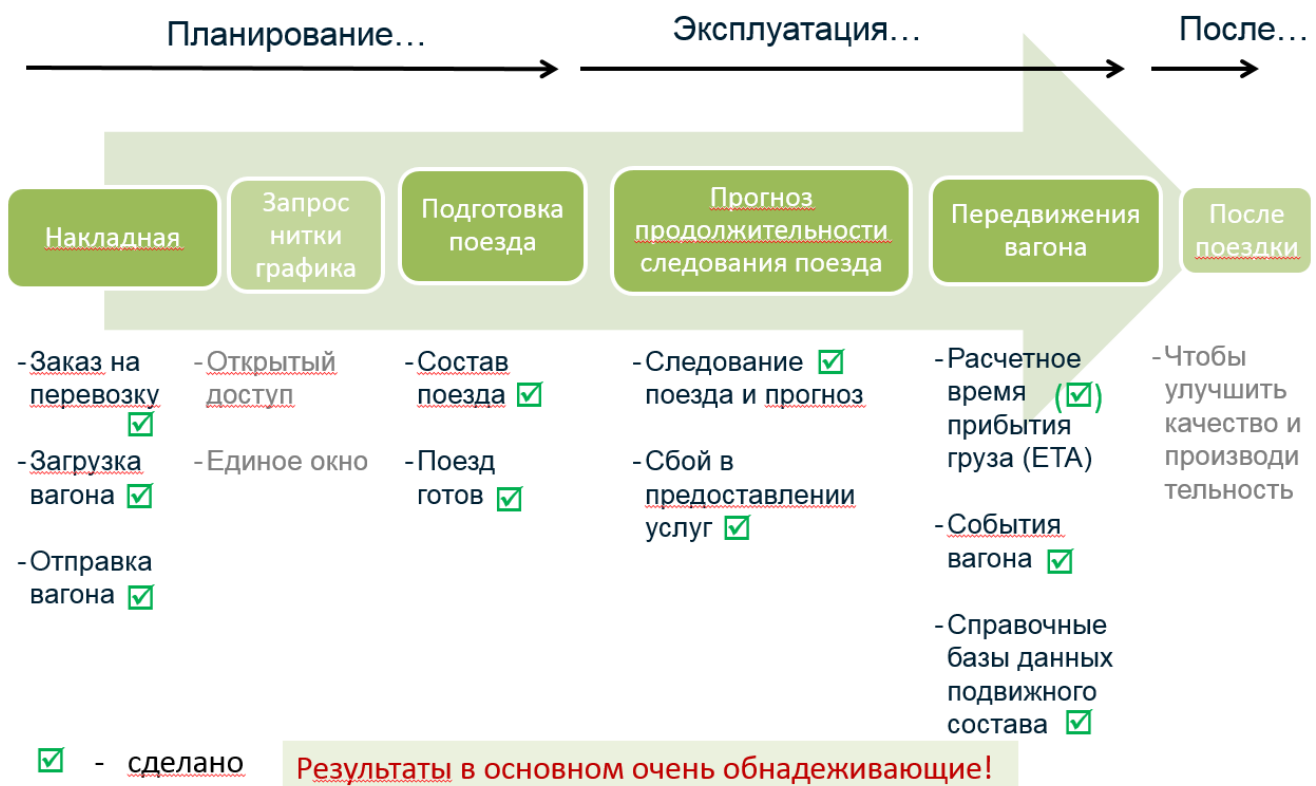 Планирование…
Эксплуатация…
После…
Накладная
Запрос
нитки
графика
Подготовка
поезда
Прогноз
продолжительности
следования поезда
Передвижения
вагона
После
поездки
-Заказ на
перевозку ☑
-Загрузка
вагона ☑
-Отправка
вагона ☑
-Открытый
доступ
-Единое окно
-Состав
поезда ☑
-Поезд
готов ☑
-Следование ☑
поезда и прогноз
-Сбой в
предоставлении
услуг ☑
-Расчетное
время (☑)
прибытия
груза (ETA)
-События
вагона ☑
-Справочные
базы данных
подвижного
состава ☑
-Чтобы
улучшить
качество и
производи
тельность
☑ - сделано
Результаты в основном очень обнадеживающие!